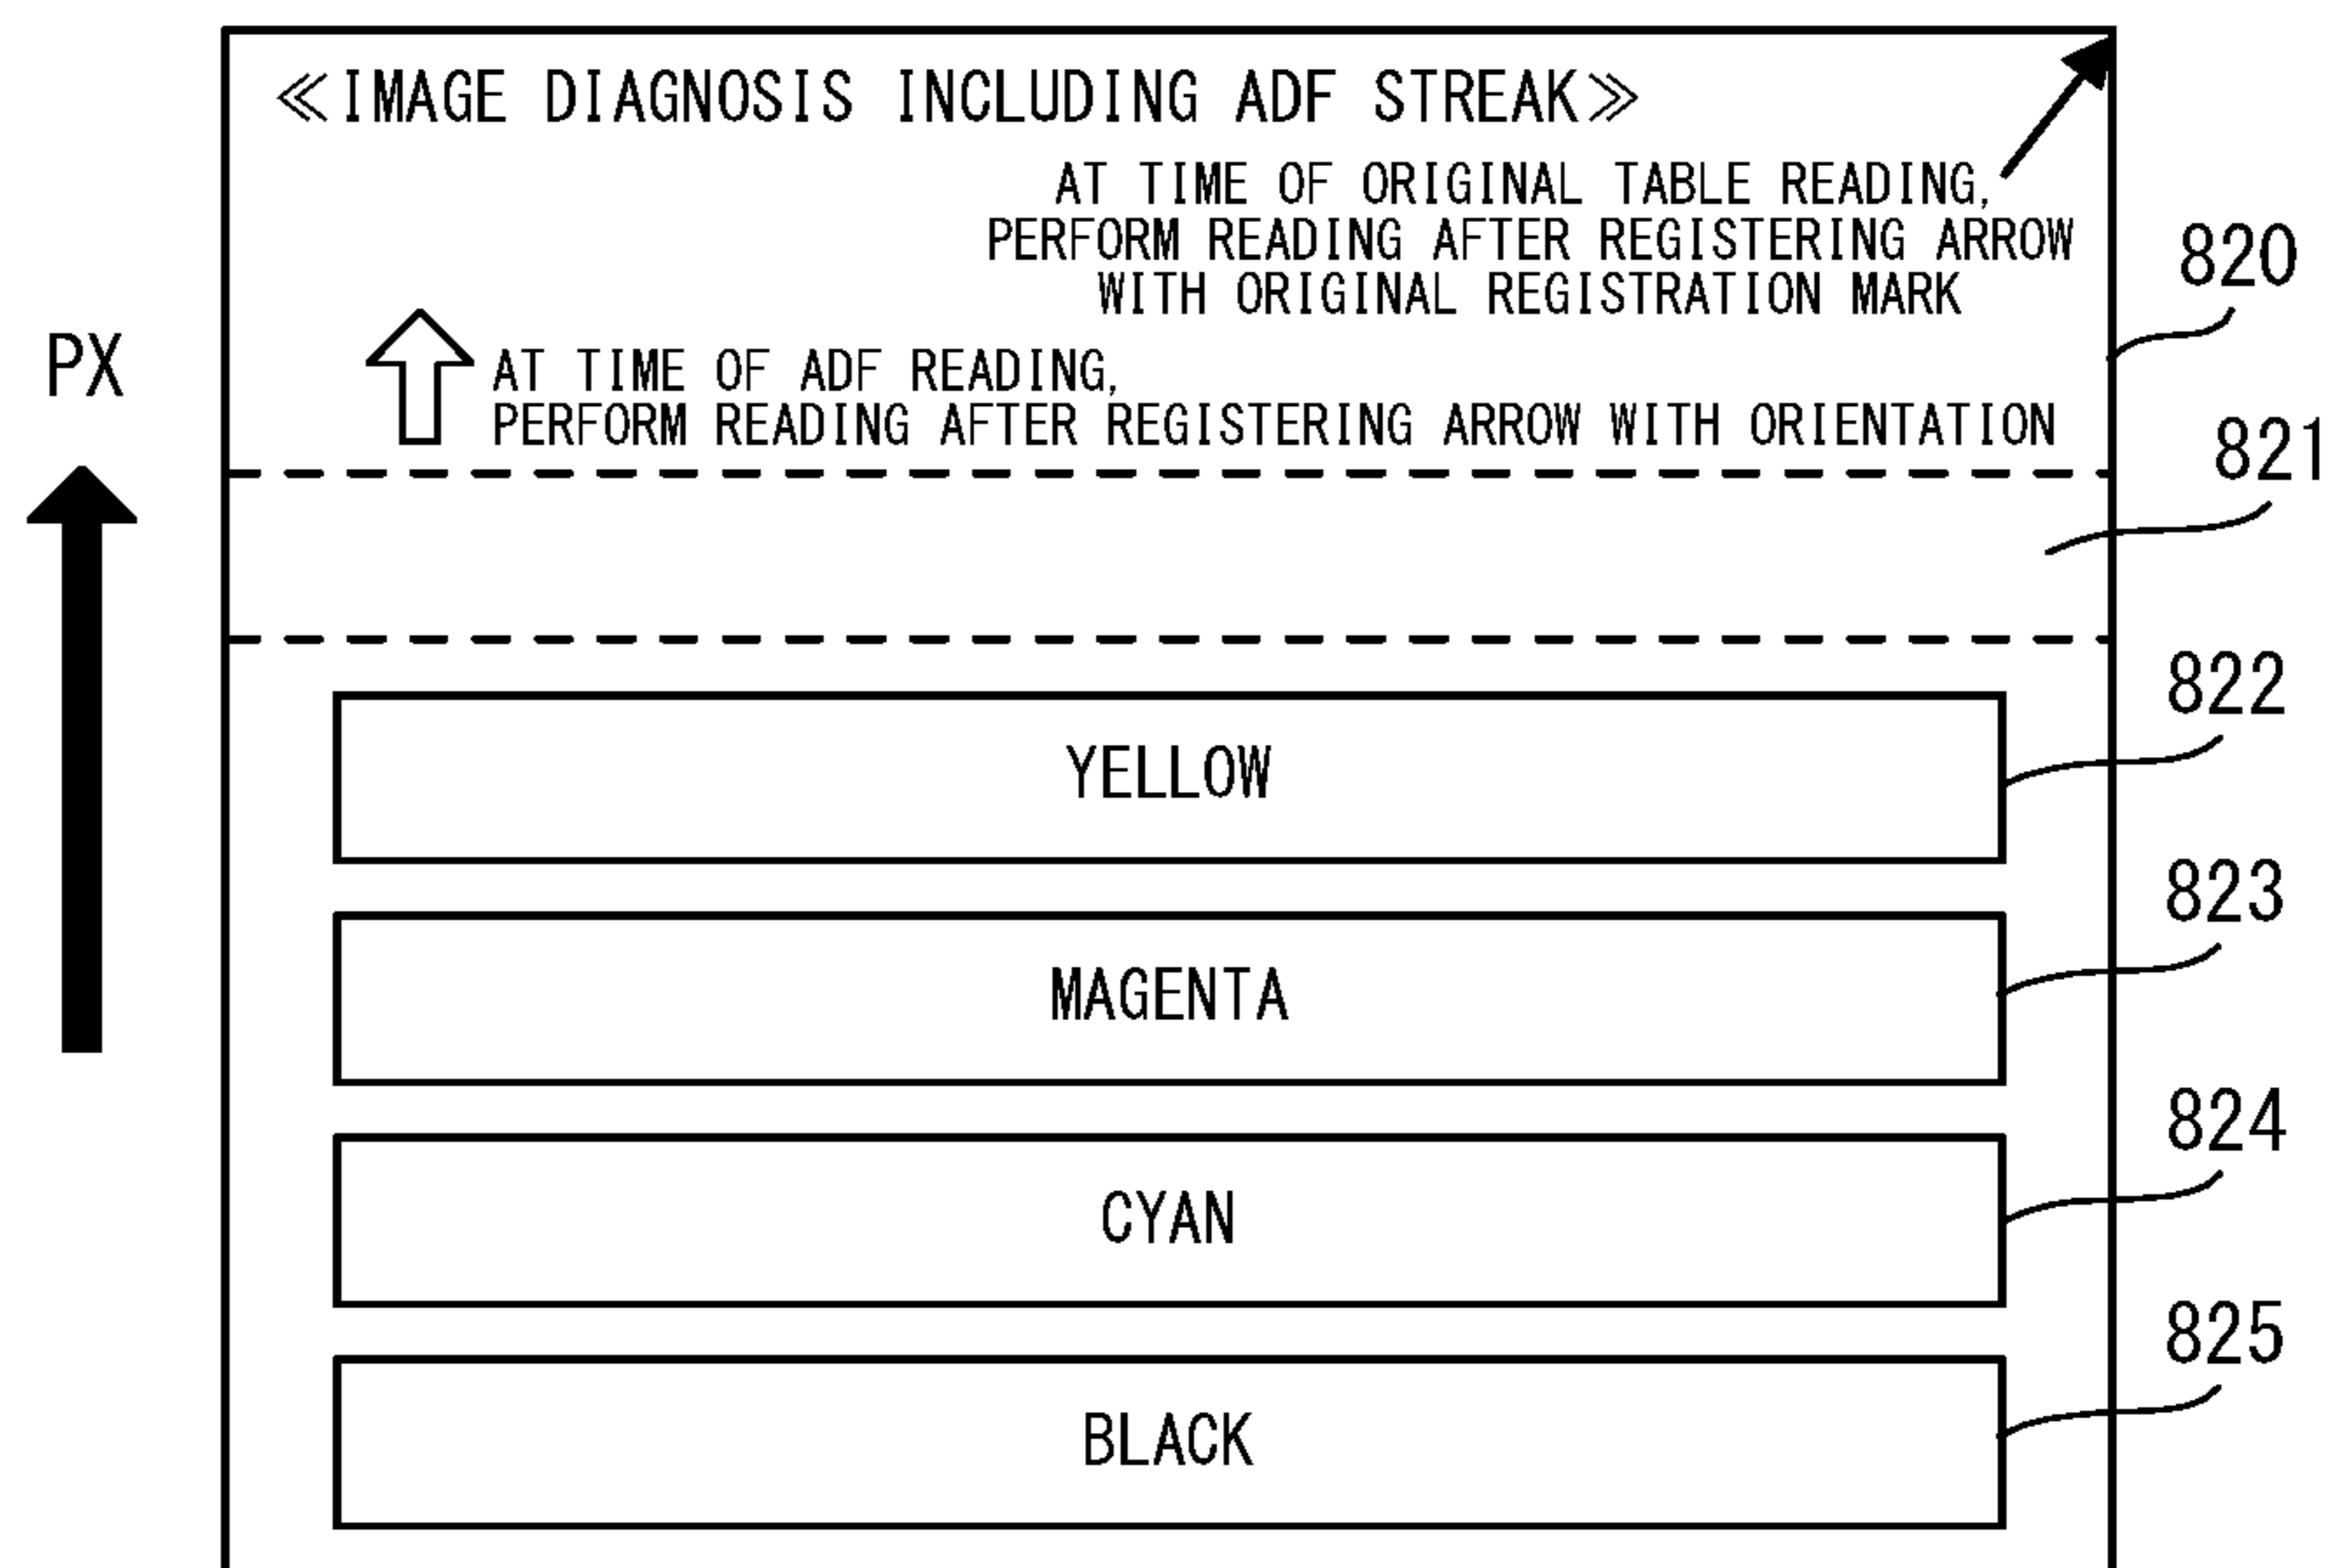 ≪IMAGE DIAGNOSIS INCLUDING ADF STREAK≫
AT TIME OF ORIGINAL TABLE READING,
PERFORM READING AFTER REGISTERING ARROW
WITH ORIGINAL REGISTRATION MARK
820
PX
AT TIME OF ADF READING,
PERFORM READING AFTER REGISTERING ARROW WITH ORIENTATION
821
822
YELLOW
823
MAGENTA
824
CYAN
825
BLACK